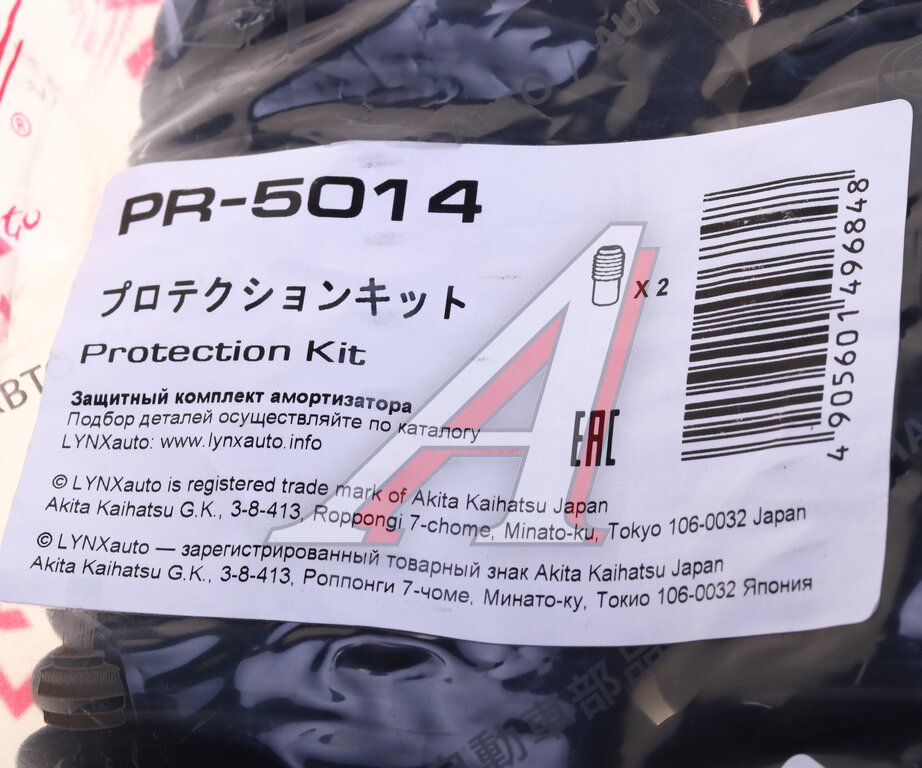 PR-5014
プロテクションキット
x 2
Protection Kit
Защитный комплект амортизатора
Подбор деталей осуществляйте по каталогу
LYNXauto: www.lynxauto.info
EAC
4905601496848
© LYNXauto is registered trade mark of Akita Kaihatsu Japan
Akita Kaihatsu G.K., 3-8-413, Roppongi 7-chome, Minato-ku, Tokyo 106-0032 Japan
© LYNXauto — зарегистрированный товарный знак Akita Kaihatsu Japan
Akita Kaihatsu G.K., 3-8-413, Роппонги 7-чоме, Минато-ку, Токио 106-0032 Япония